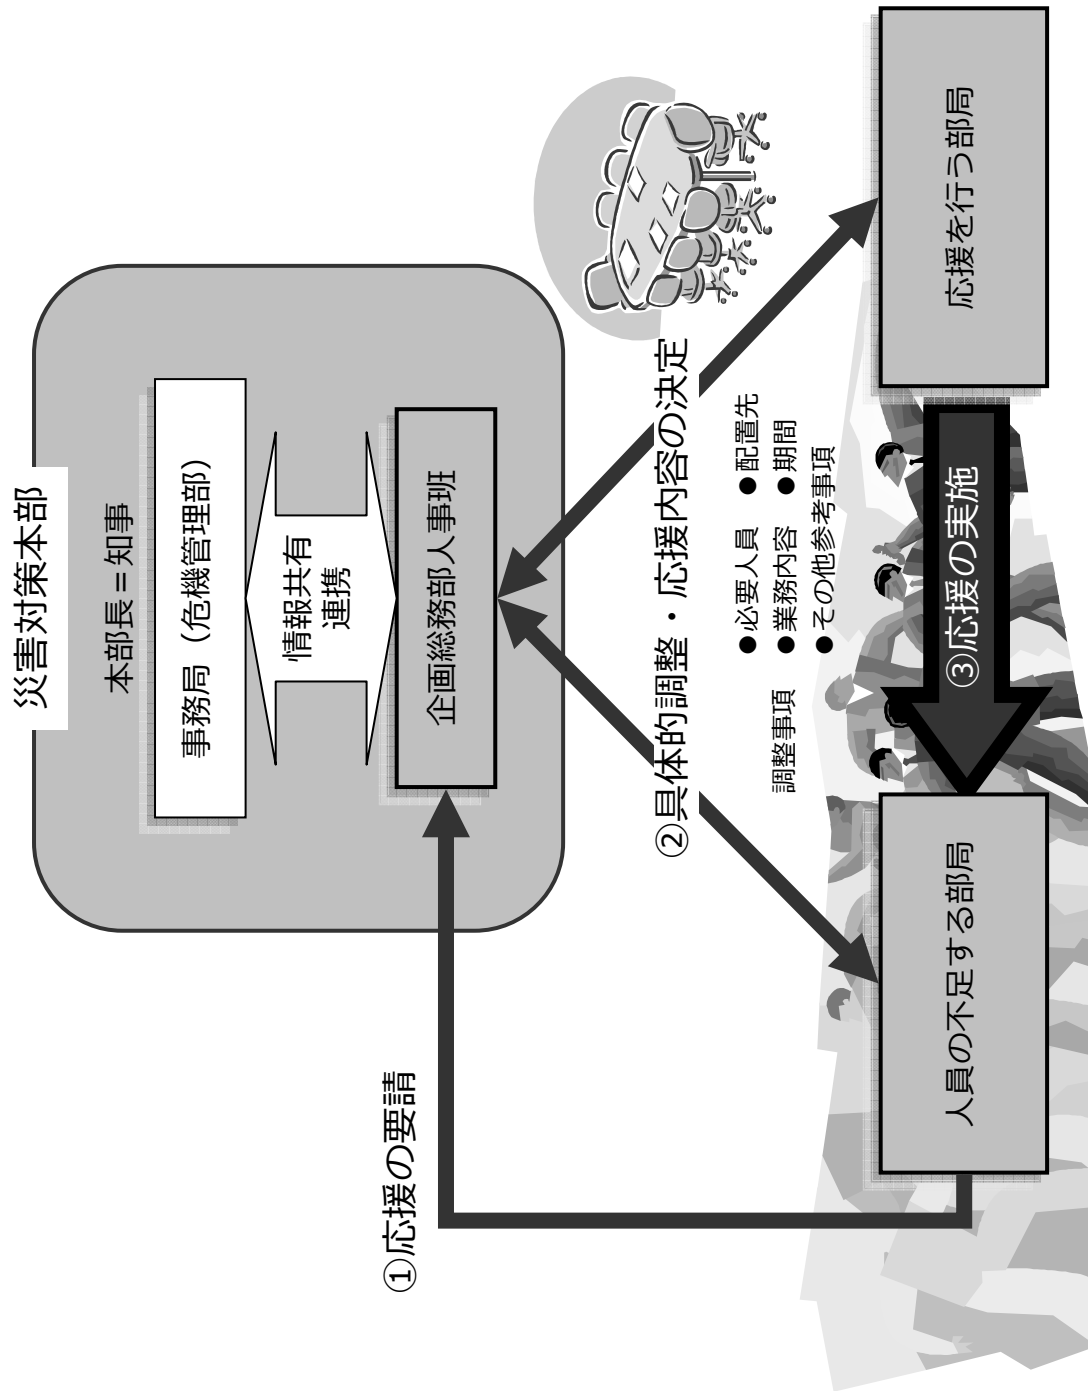 災害対策本部
本部長＝知事
事務局（危機管理部）
情報共有
連携
企画総務部人事班
①応援の要請
②具体的調整・応援内容の決定
調整事項
●必要人員　●配置先
●業務内容　●期間
●その他参考事項
③応援の実施
人員の不足する部局
応援を行う部局